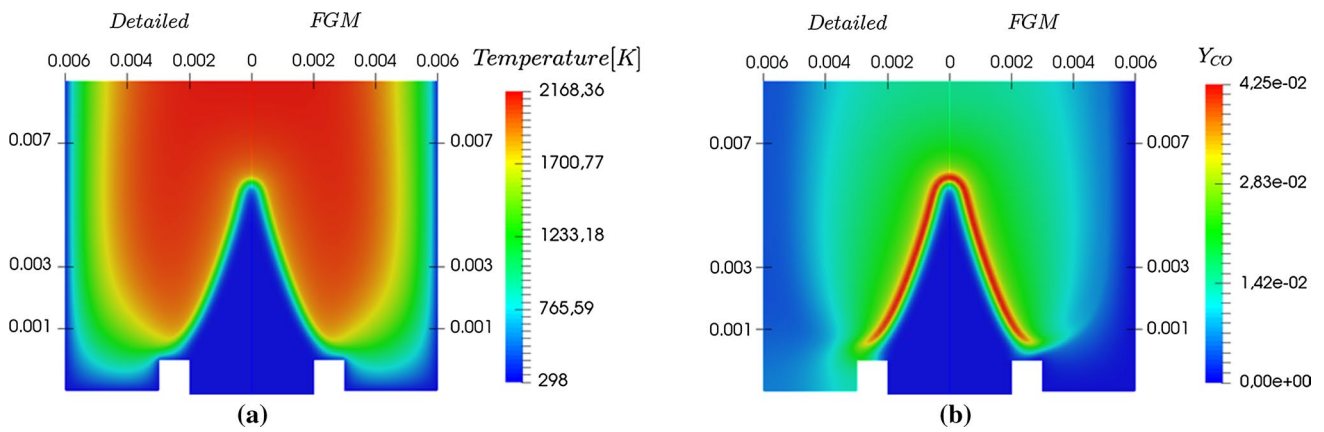 Detailed FGM
0.006 0.004 0.002 0 0.002 0.004 0.006
Temperature[K]
2168,36
1700,77
1233,18
765,59
298
0.007 0.007
0.003 0.003
0.001 0.001
(a)
Detailed FGM
0.006 0.004 0.002 0 0.002 0.004 0.006
Y_CO
4,25e-02
2,83e-02
1,42e-02
0,00e+00
0.007 0.007
0.003 0.003
0.001 0.001
(b)